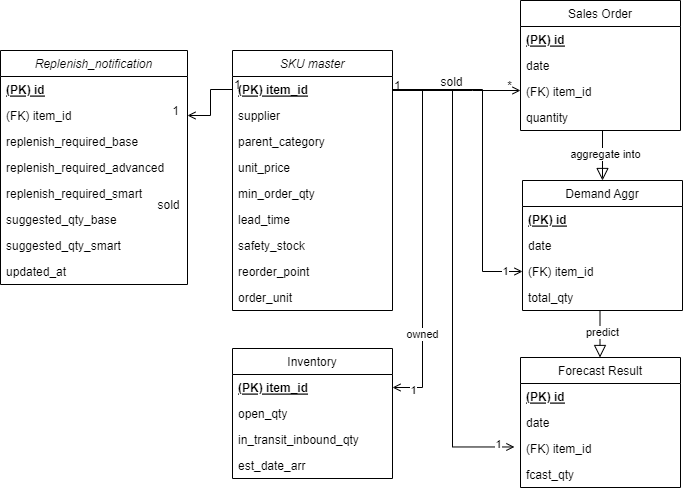 Replenish_notification
(PK) id
(FK) item_id
replenish_required_base
replenish_required_advanced
replenish_required_smart
suggested_qty_base
suggested_qty_smart
updated_at
sold
1
1
SKU master
(PK) item_id
supplier
parent_category
unit_price
min_order_qty
lead_time
safety_stock
reorder_point
order_unit
1
sold
*
Sales Order
(PK) id
date
(FK) item_id
quantity
aggregate into
Demand Aggr
(PK) id
date
(FK) item_id
total_qty
1
predict
owned
Inventory
(PK) item_id
open_qty
in_transit_inbound_qty
est_date_arr
1
Forecast Result
(PK) id
date
(FK) item_id
fcast_qty
1